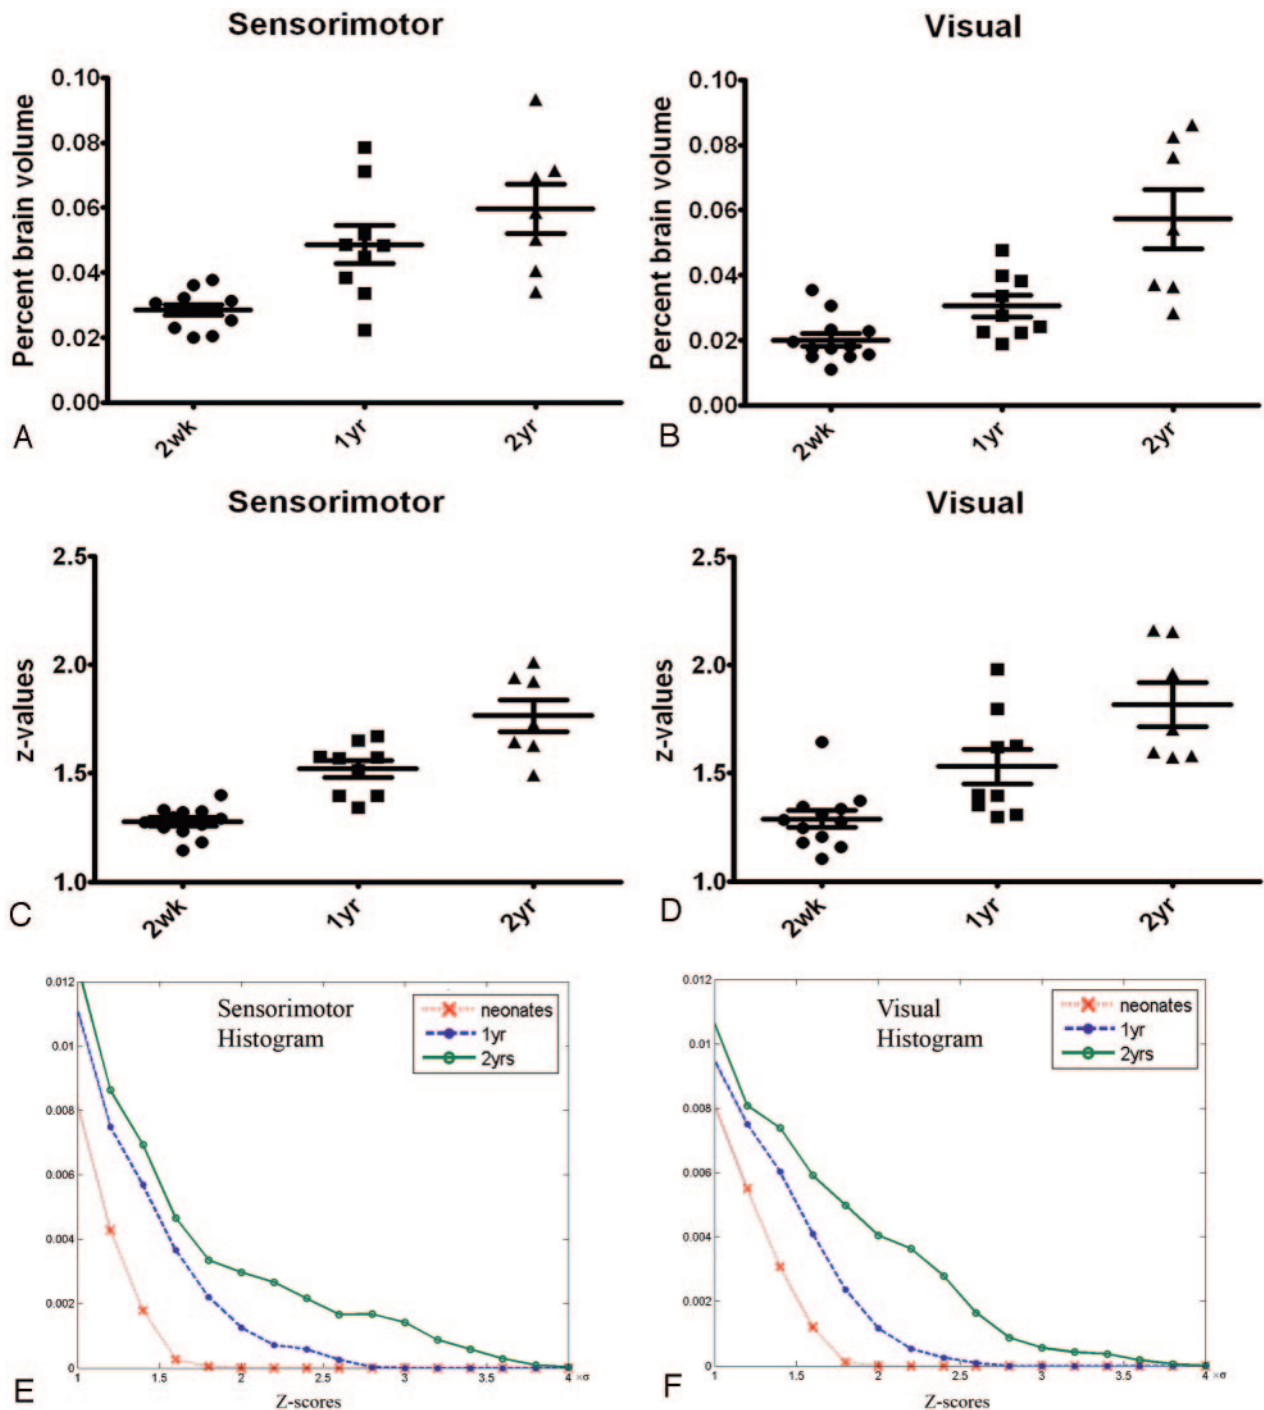 Sensorimotor
Percent brain volume
0.10
0.08
0.06
0.04
0.02
0.00
2wk
1yr
2yr
A
Visual
Percent brain volume
0.10
0.08
0.06
0.04
0.02
0.00
2wk
1yr
2yr
B
Sensorimotor
z-values
2.5
2.0
1.5
1.0
2wk
1yr
2yr
C
Visual
z-values
2.5
2.0
1.5
1.0
2wk
1yr
2yr
D
Sensorimotor
Histogram
neonates
1yr
2yrs
0.012
0.01
0.008
0.006
0.004
0.002
0
1
1.5
2
2.5
3
3.5
4 ×σ
Z-scores
E
Visual
Histogram
neonates
1yr
2yrs
0.012
0.01
0.008
0.006
0.004
0.002
0
1
1.5
2
2.5
3
3.5
4 ×σ
Z-scores
F